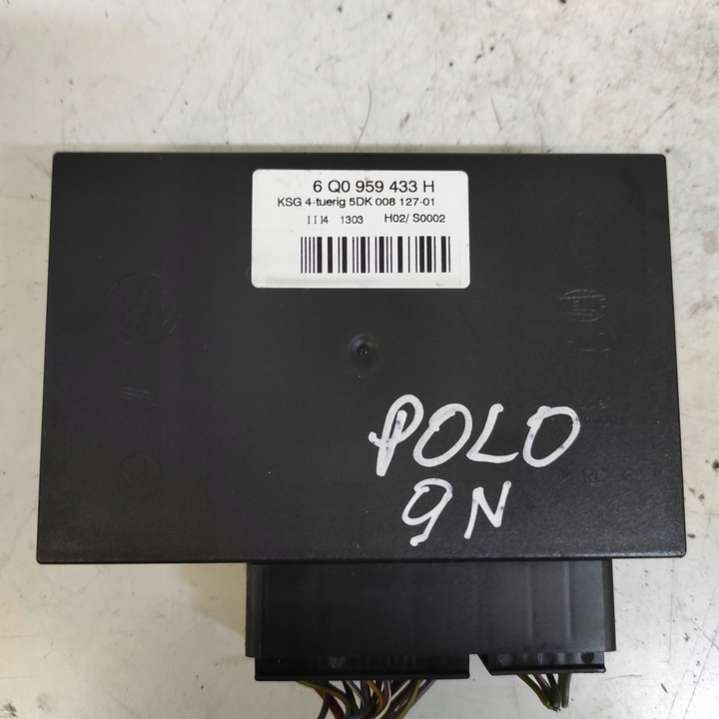 6 Q0 959 433 H
KSG 4-tuerig 5DK 008 127-01
III4 1303 H02/ S0002
POLO
9N